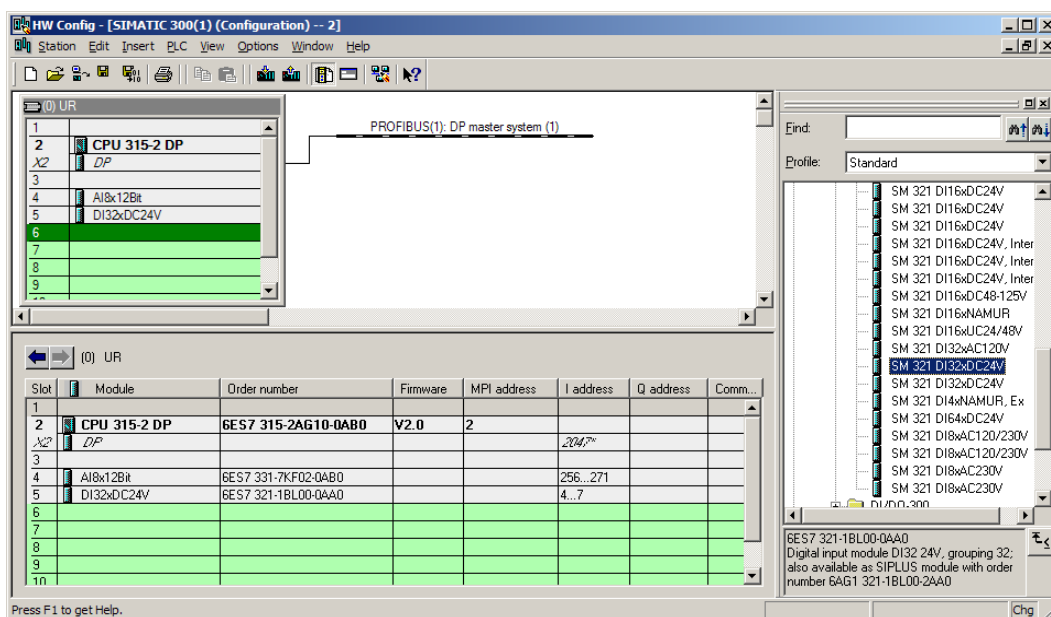 HW Config - [SIMATIC 300(1) (Configuration) -- 2]
Station Edit Insert PLC View Options Window Help
(0) UR
1
2 CPU 315-2 DP
X2 DP
3
4 AI8x12Bit
5 DI32xDC24V
6
7
8
9
PROFIBUS(1): DP master system (1)
Find:
Profile: Standard
SM 321 DI16xDC24V
SM 321 DI16xDC24V
SM 321 DI16xDC24V
SM 321 DI16xDC24V, Inter
SM 321 DI16xDC24V, Inter
SM 321 DI16xDC24V, Inter
SM 321 DI16xDC48-125V
SM 321 DI16xNAMUR
SM 321 DI16xUC24/48V
SM 321 DI32xAC120V
SM 321 DI32xDC24V
SM 321 DI32xDC24V
SM 321 DI4xNAMUR, Ex
SM 321 DI64xDC24V
SM 321 DI8xAC120/230V
SM 321 DI8xAC120/230V
SM 321 DI8xAC230V
SM 321 DI8xAC230V
DI/DO-300
6ES7 321-1BL00-0AA0
Digital input module DI32 24V, grouping 32;
also available as SIPLUS module with order
number 6AG1 321-1BL00-2AA0
(0) UR
Slot Module Order number Firmware MPI address I address Q address Comm...
1
2 CPU 315-2 DP 6ES7 315-2AG10-0AB0 V2.0 2
X2 DP 2047*
3
4 AI8x12Bit 6ES7 331-7KF02-0AB0 256...271
5 DI32xDC24V 6ES7 321-1BL00-0AA0 4...7
6
7
8
9
10
Press F1 to get Help.
Chg